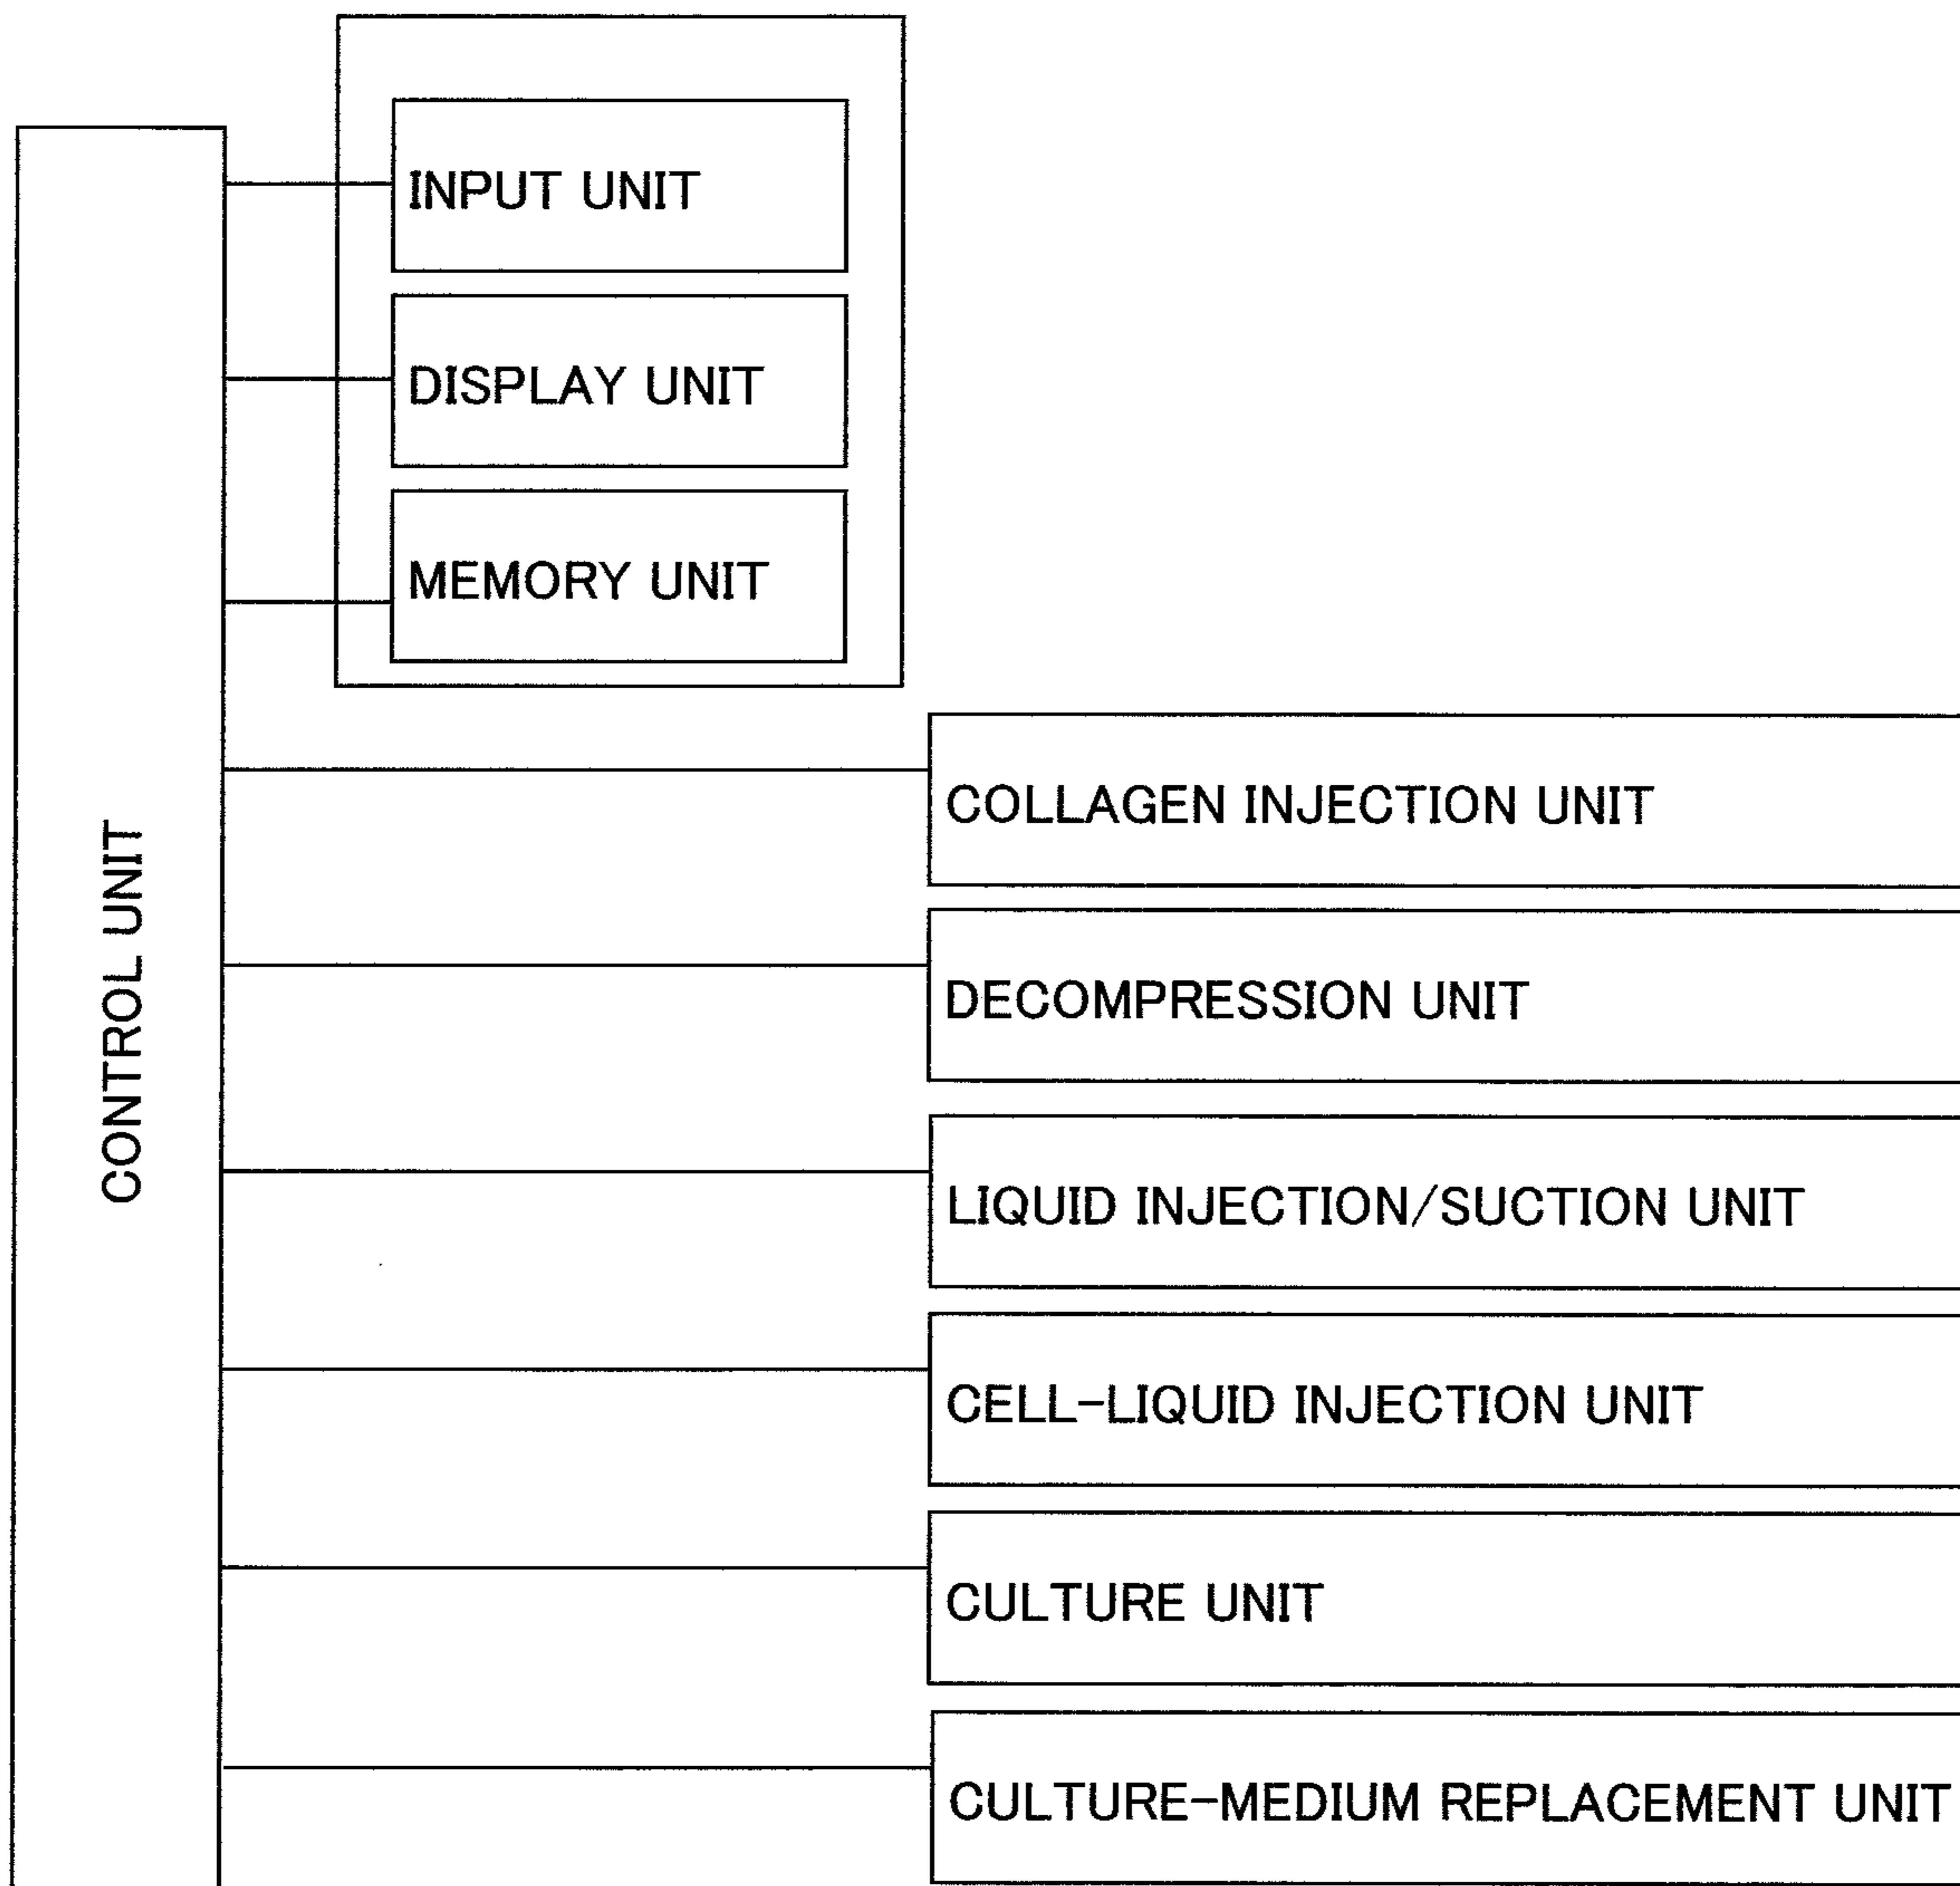 INPUT UNIT
DISPLAY UNIT
MEMORY UNIT
CONTROL UNIT
COLLAGEN INJECTION UNIT
DECOMPRESSION UNIT
LIQUID INJECTION/SUCTION UNIT
CELL-LIQUID INJECTION UNIT
CULTURE UNIT
CULTURE-MEDIUM REPLACEMENT UNIT